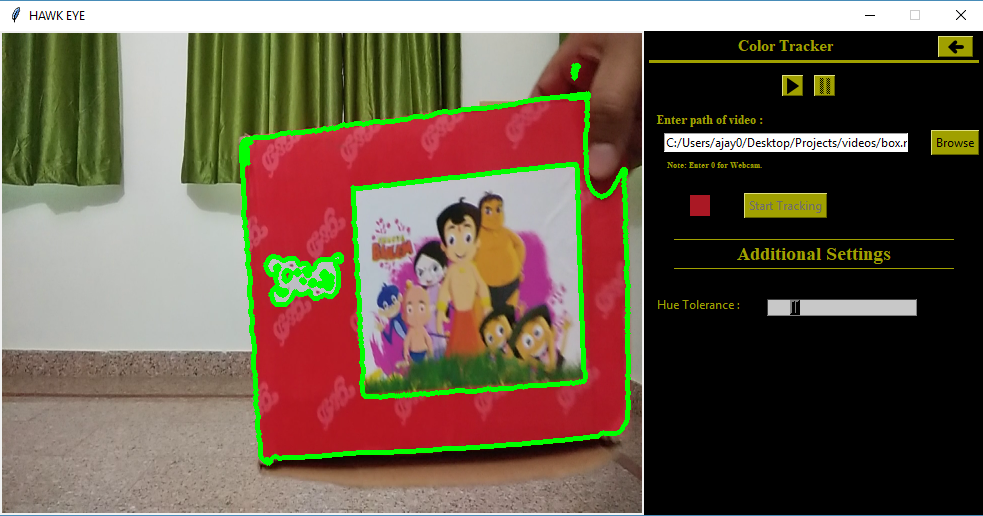 HAWK EYE
Color Tracker
Enter path of video :
C:/Users/ajay0/Desktop/Projects/videos/box.r
Browse
Note: Enter 0 for Webcam.
Start Tracking
Additional Settings
Hue Tolerance :